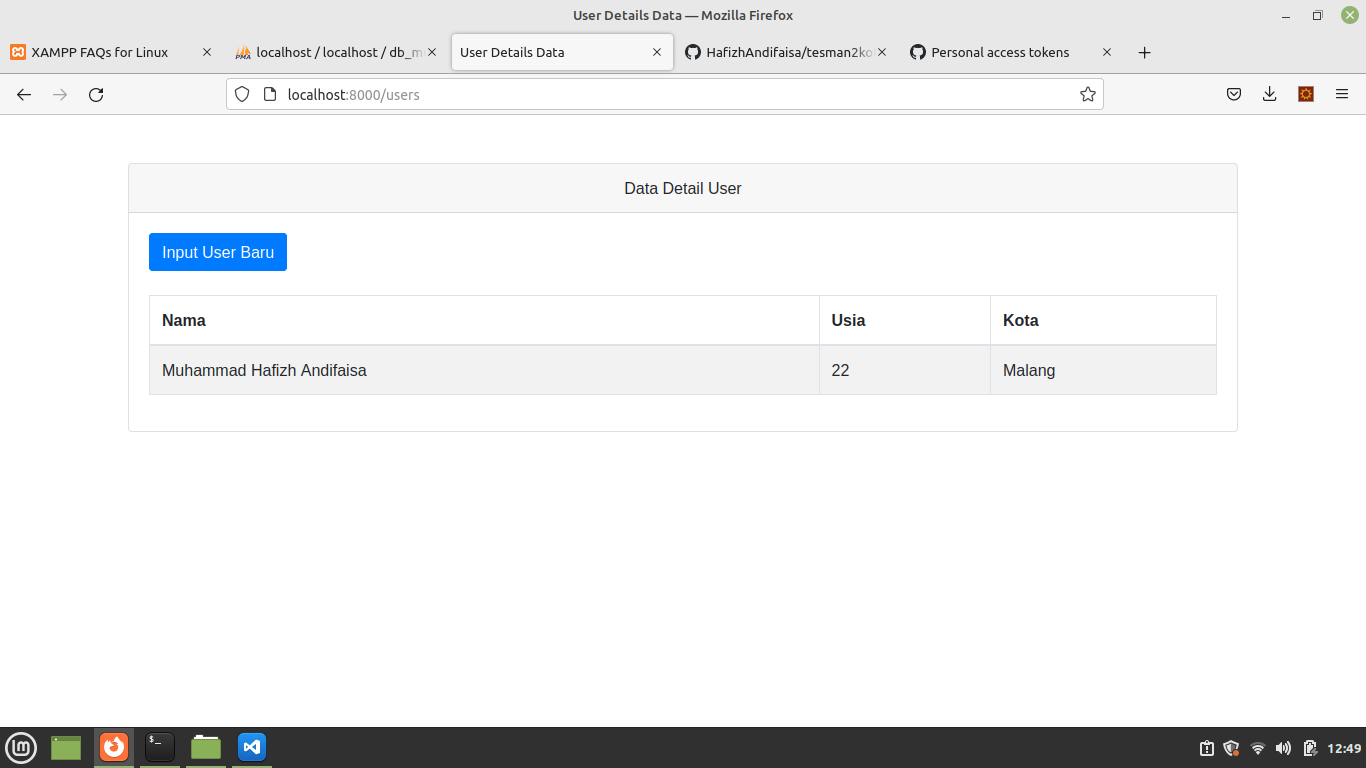 User Details Data — Mozilla Firefox
XAMPP FAQs for Linux
localhost / localhost / db_m
User Details Data
HafizhAndifaisa/tesman2ko
Personal access tokens
localhost:8000/users
Data Detail User
Input User Baru
Nama Usia Kota
Muhammad Hafizh Andifaisa 22 Malang
12:49